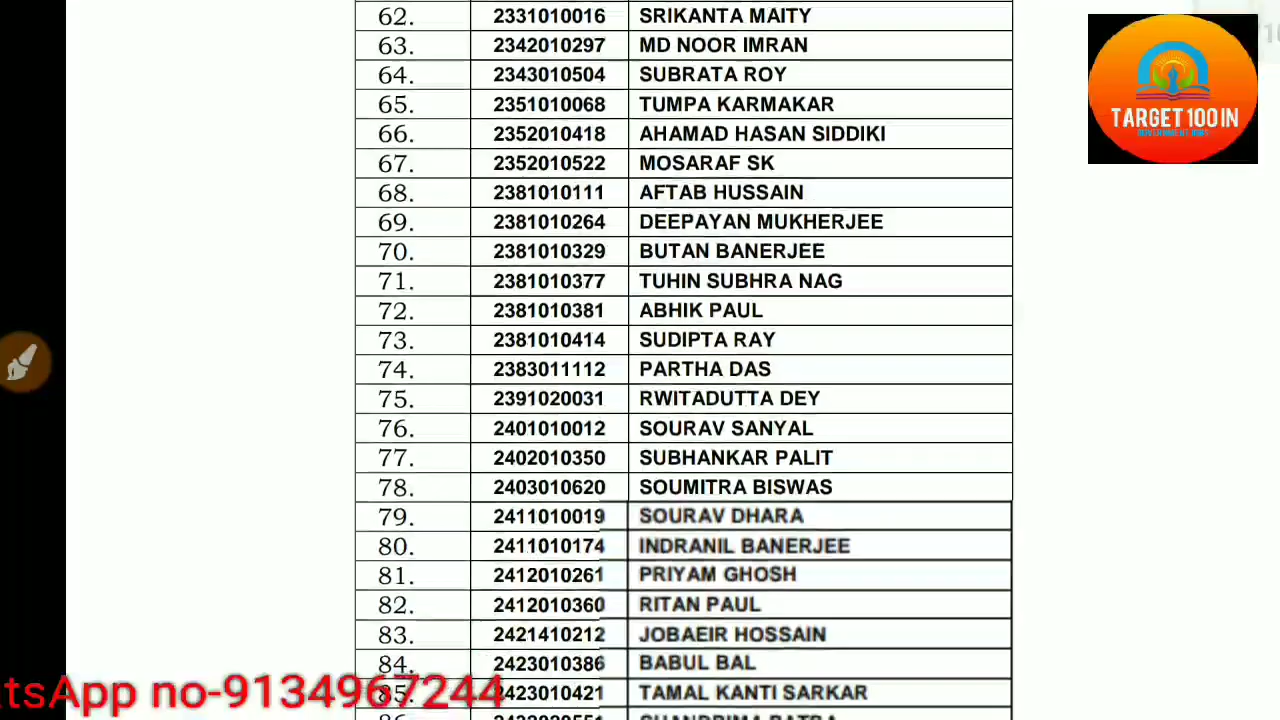 62. 2331010016 SRIKANTA MAITY
63. 2342010297 MD NOOR IMRAN
64. 2343010504 SUBRATA ROY
65. 2351010068 TUMPA KARMAKAR
66. 2352010418 AHAMAD HASAN SIDDIKI
67. 2352010522 MOSARAF SK
68. 2381010111 AFTAB HUSSAIN
69. 2381010264 DEEPAYAN MUKHERJEE
70. 2381010329 BUTAN BANERJEE
71. 2381010377 TUHIN SUBHRA NAG
72. 2381010381 ABHIK PAUL
73. 2381010414 SUDIPTA RAY
74. 2383011112 PARTHA DAS
75. 2391020031 RWITADUTTA DEY
76. 2401010012 SOURAV SANYAL
77. 2402010350 SUBHANKAR PALIT
78. 2403010620 SOUMITRA BISWAS
79. 2411010019 SOURAV DHARA
80. 2411010174 INDRANIL BANERJEE
81. 2412010261 PRIYAM GHOSH
82. 2412010360 RITAN PAUL
83. 2421410212 JOBAEIR HOSSAIN
84. 2423010386 BABUL BAL
85. 2423010421 TAMAL KANTI SARKAR
tsApp no-9134967244
TARGET 100 IN
GOVERNMENT JOBS